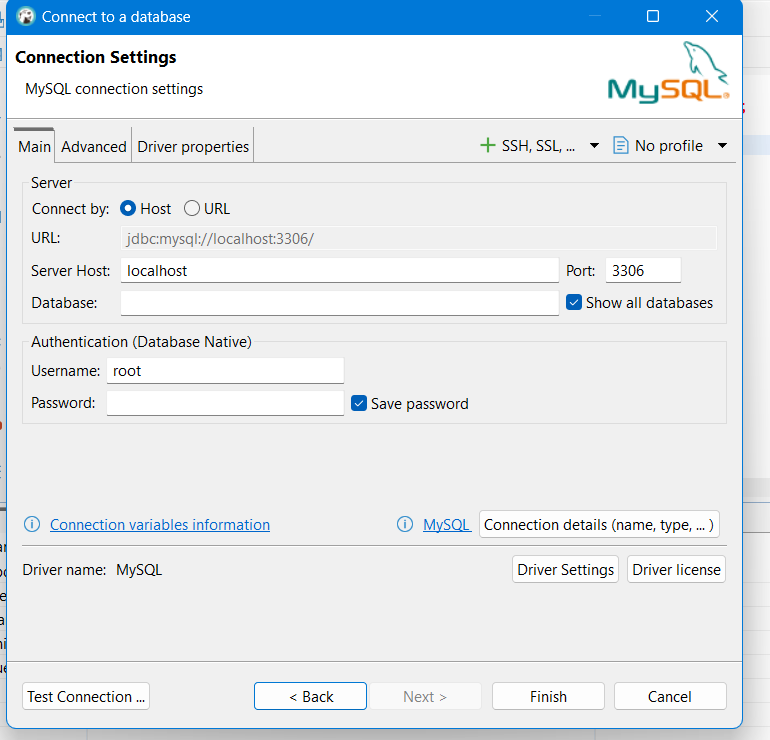 Connect to a database
Connection Settings
MySQL connection settings
MySQL
Main Advanced Driver properties SSH, SSL, ... No profile
Server
Connect by: Host URL
URL: jdbc:mysql://localhost:3306/
Server Host: localhost Port: 3306
Database: Show all databases
Authentication (Database Native)
Username: root
Password: Save password
Connection variables information MySQL Connection details (name, type, ... )
Driver name: MySQL Driver Settings Driver license
Test Connection ... < Back Next > Finish Cancel